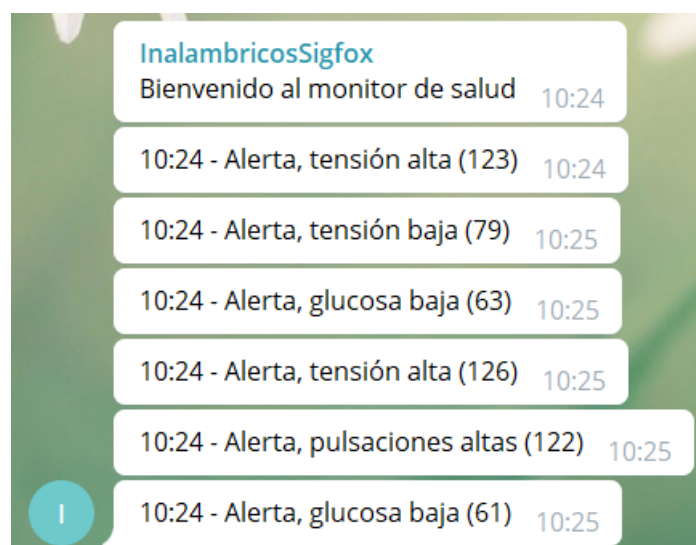 InalambricosSigfox
Bienvenido al monitor de salud 10:24
10:24 - Alerta, tensión alta (123) 10:24
10:24 - Alerta, tensión baja (79) 10:25
10:24 - Alerta, glucosa baja (63) 10:25
10:24 - Alerta, tensión alta (126) 10:25
10:24 - Alerta, pulsaciones altas (122) 10:25
I
10:24 - Alerta, glucosa baja (61) 10:25